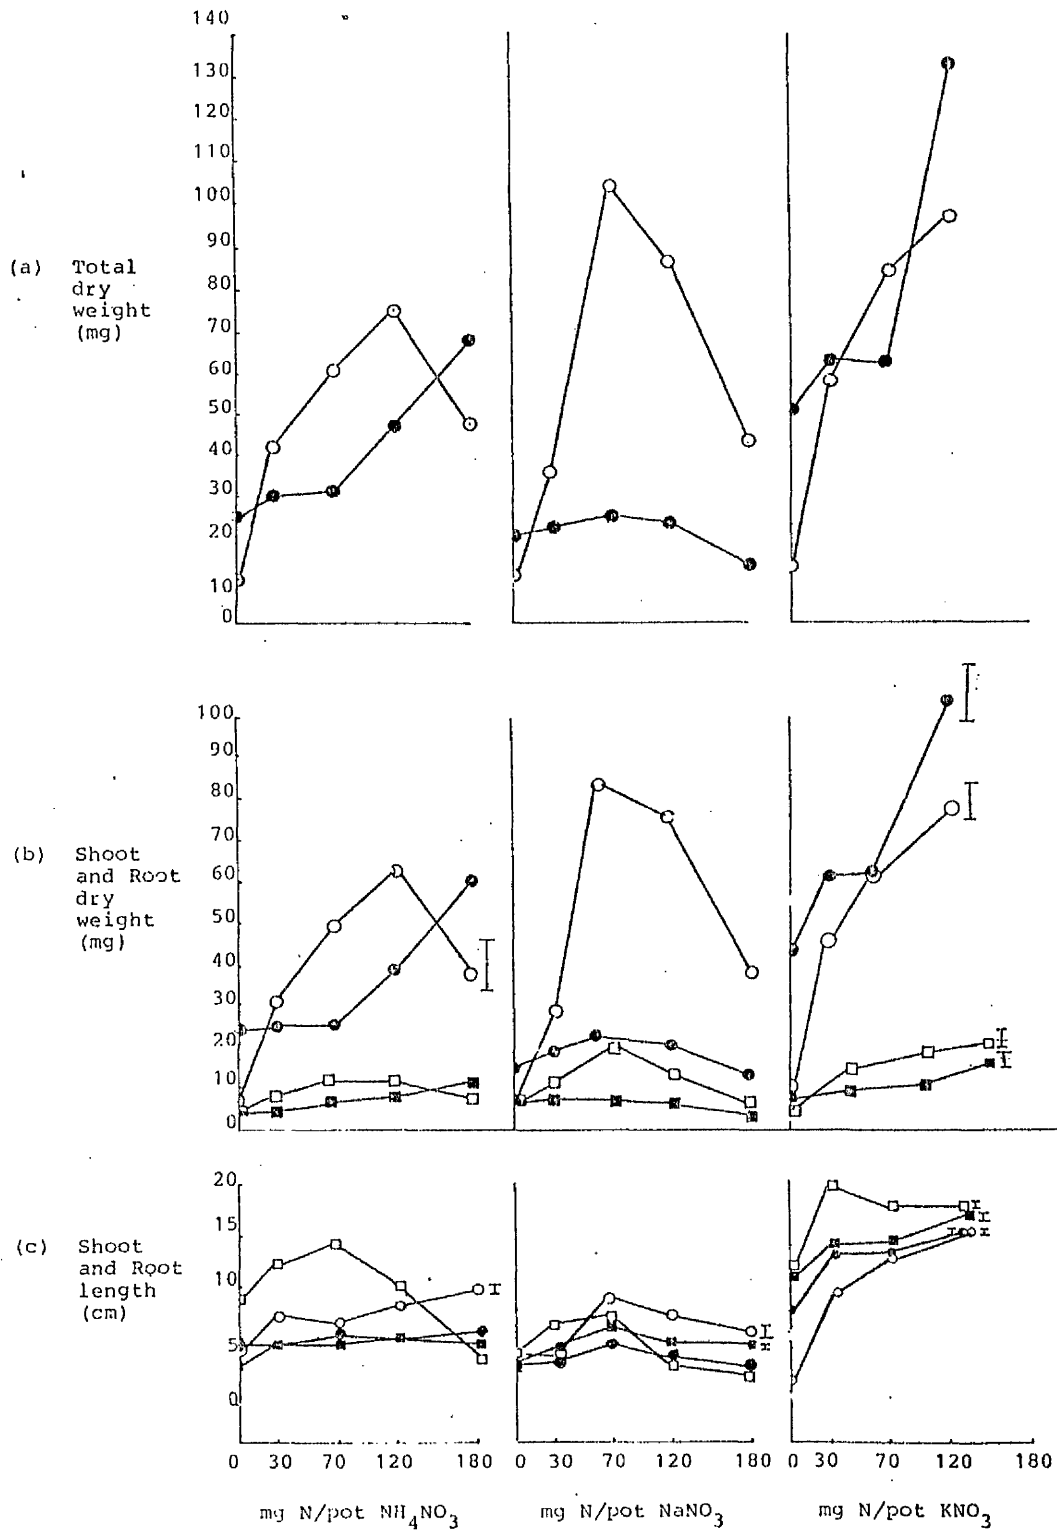 140
130
120
110
100
90
80
70
60
50
40
30
20
10
0
(a) Total
dry
weight
(mg)
100
90
80
70
60
50
40
30
20
10
0
(b) Shoot
and Root
dry
weight
(mg)
20
15
10
5
0
(c) Shoot
and Root
length
(cm)
0 30 70 120 180 0 30 70 120 180 0 30 70 120 180
mg N/pot NH4NO3 mg N/pot NaNO3 mg N/pot KNO3